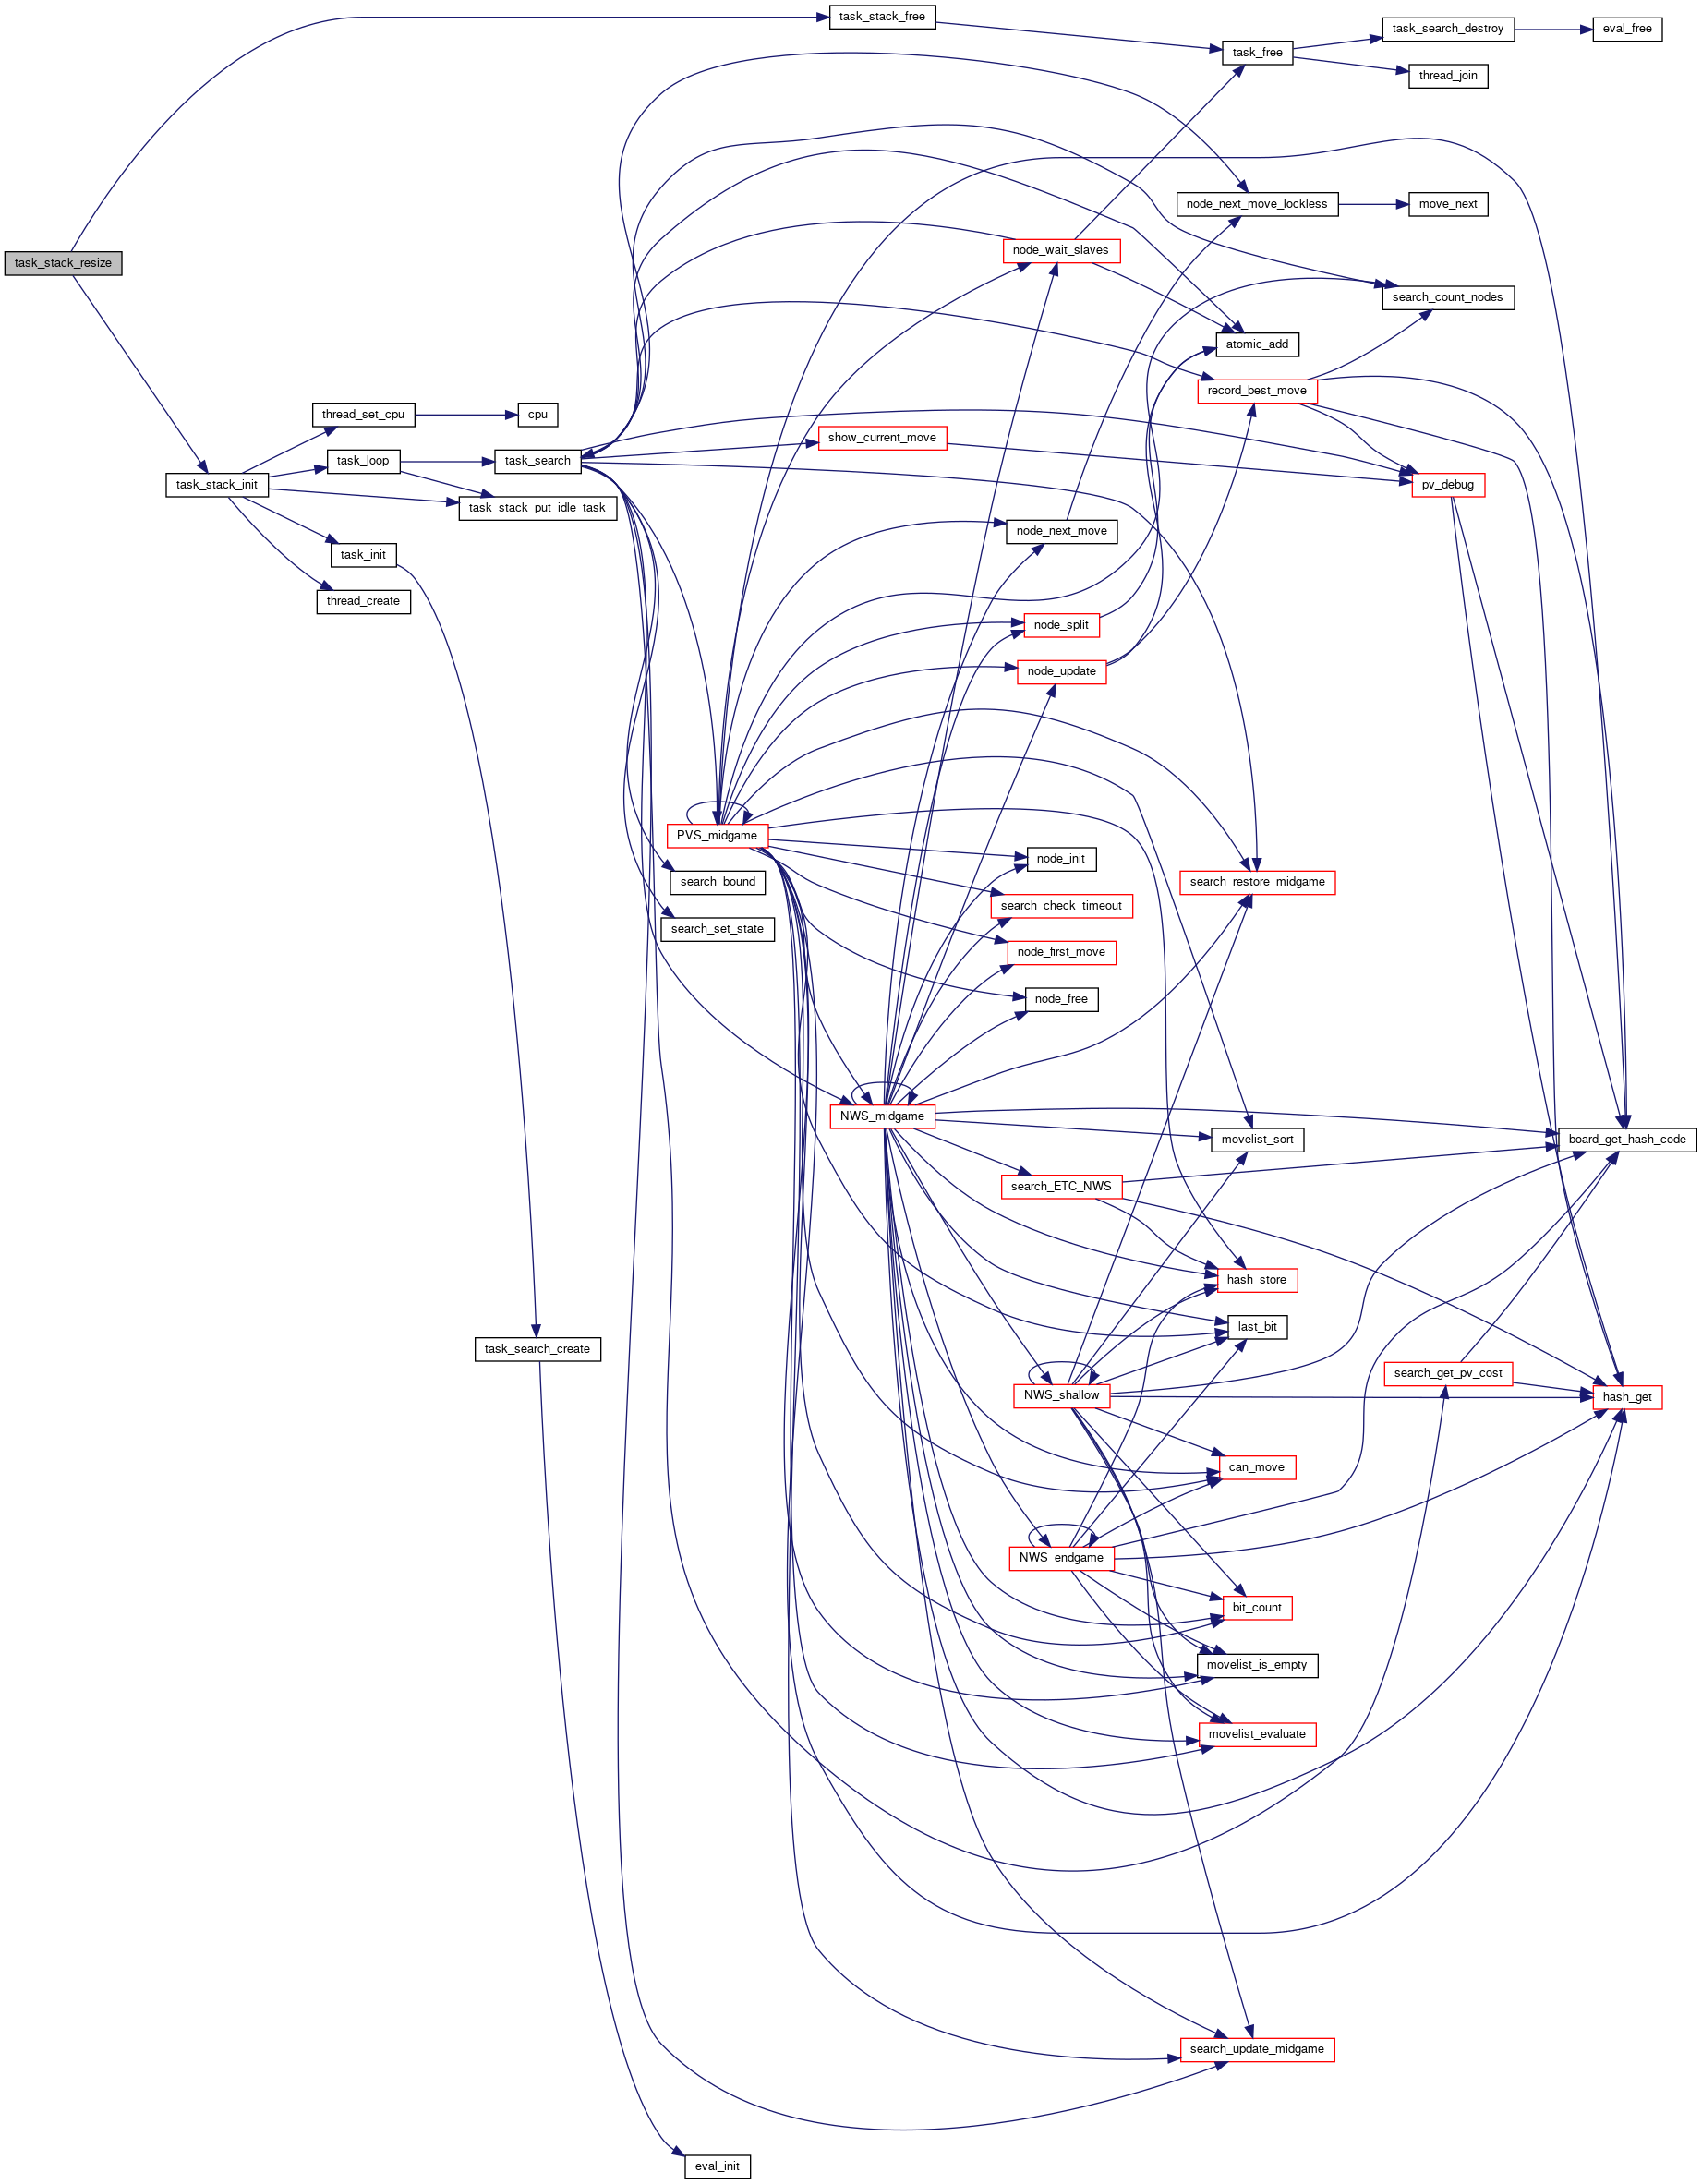 task_stack_free
task_search_destroy
eval_free
task_free
thread_join
node_next_move_lockless
move_next
node_wait_slaves
task_stack_resize
search_count_nodes
atomic_add
record_best_move
thread_set_cpu
cpu
show_current_move
task_loop
task_search
task_stack_init
pv_debug
task_stack_put_idle_task
node_next_move
task_init
thread_create
node_split
node_update
PVS_midgame
node_init
search_bound
search_restore_midgame
search_check_timeout
search_set_state
node_first_move
node_free
NWS_midgame
movelist_sort
board_get_hash_code
search_ETC_NWS
hash_store
last_bit
task_search_create
search_get_pv_cost
NWS_shallow
hash_get
can_move
NWS_endgame
bit_count
movelist_is_empty
movelist_evaluate
search_update_midgame
eval_init